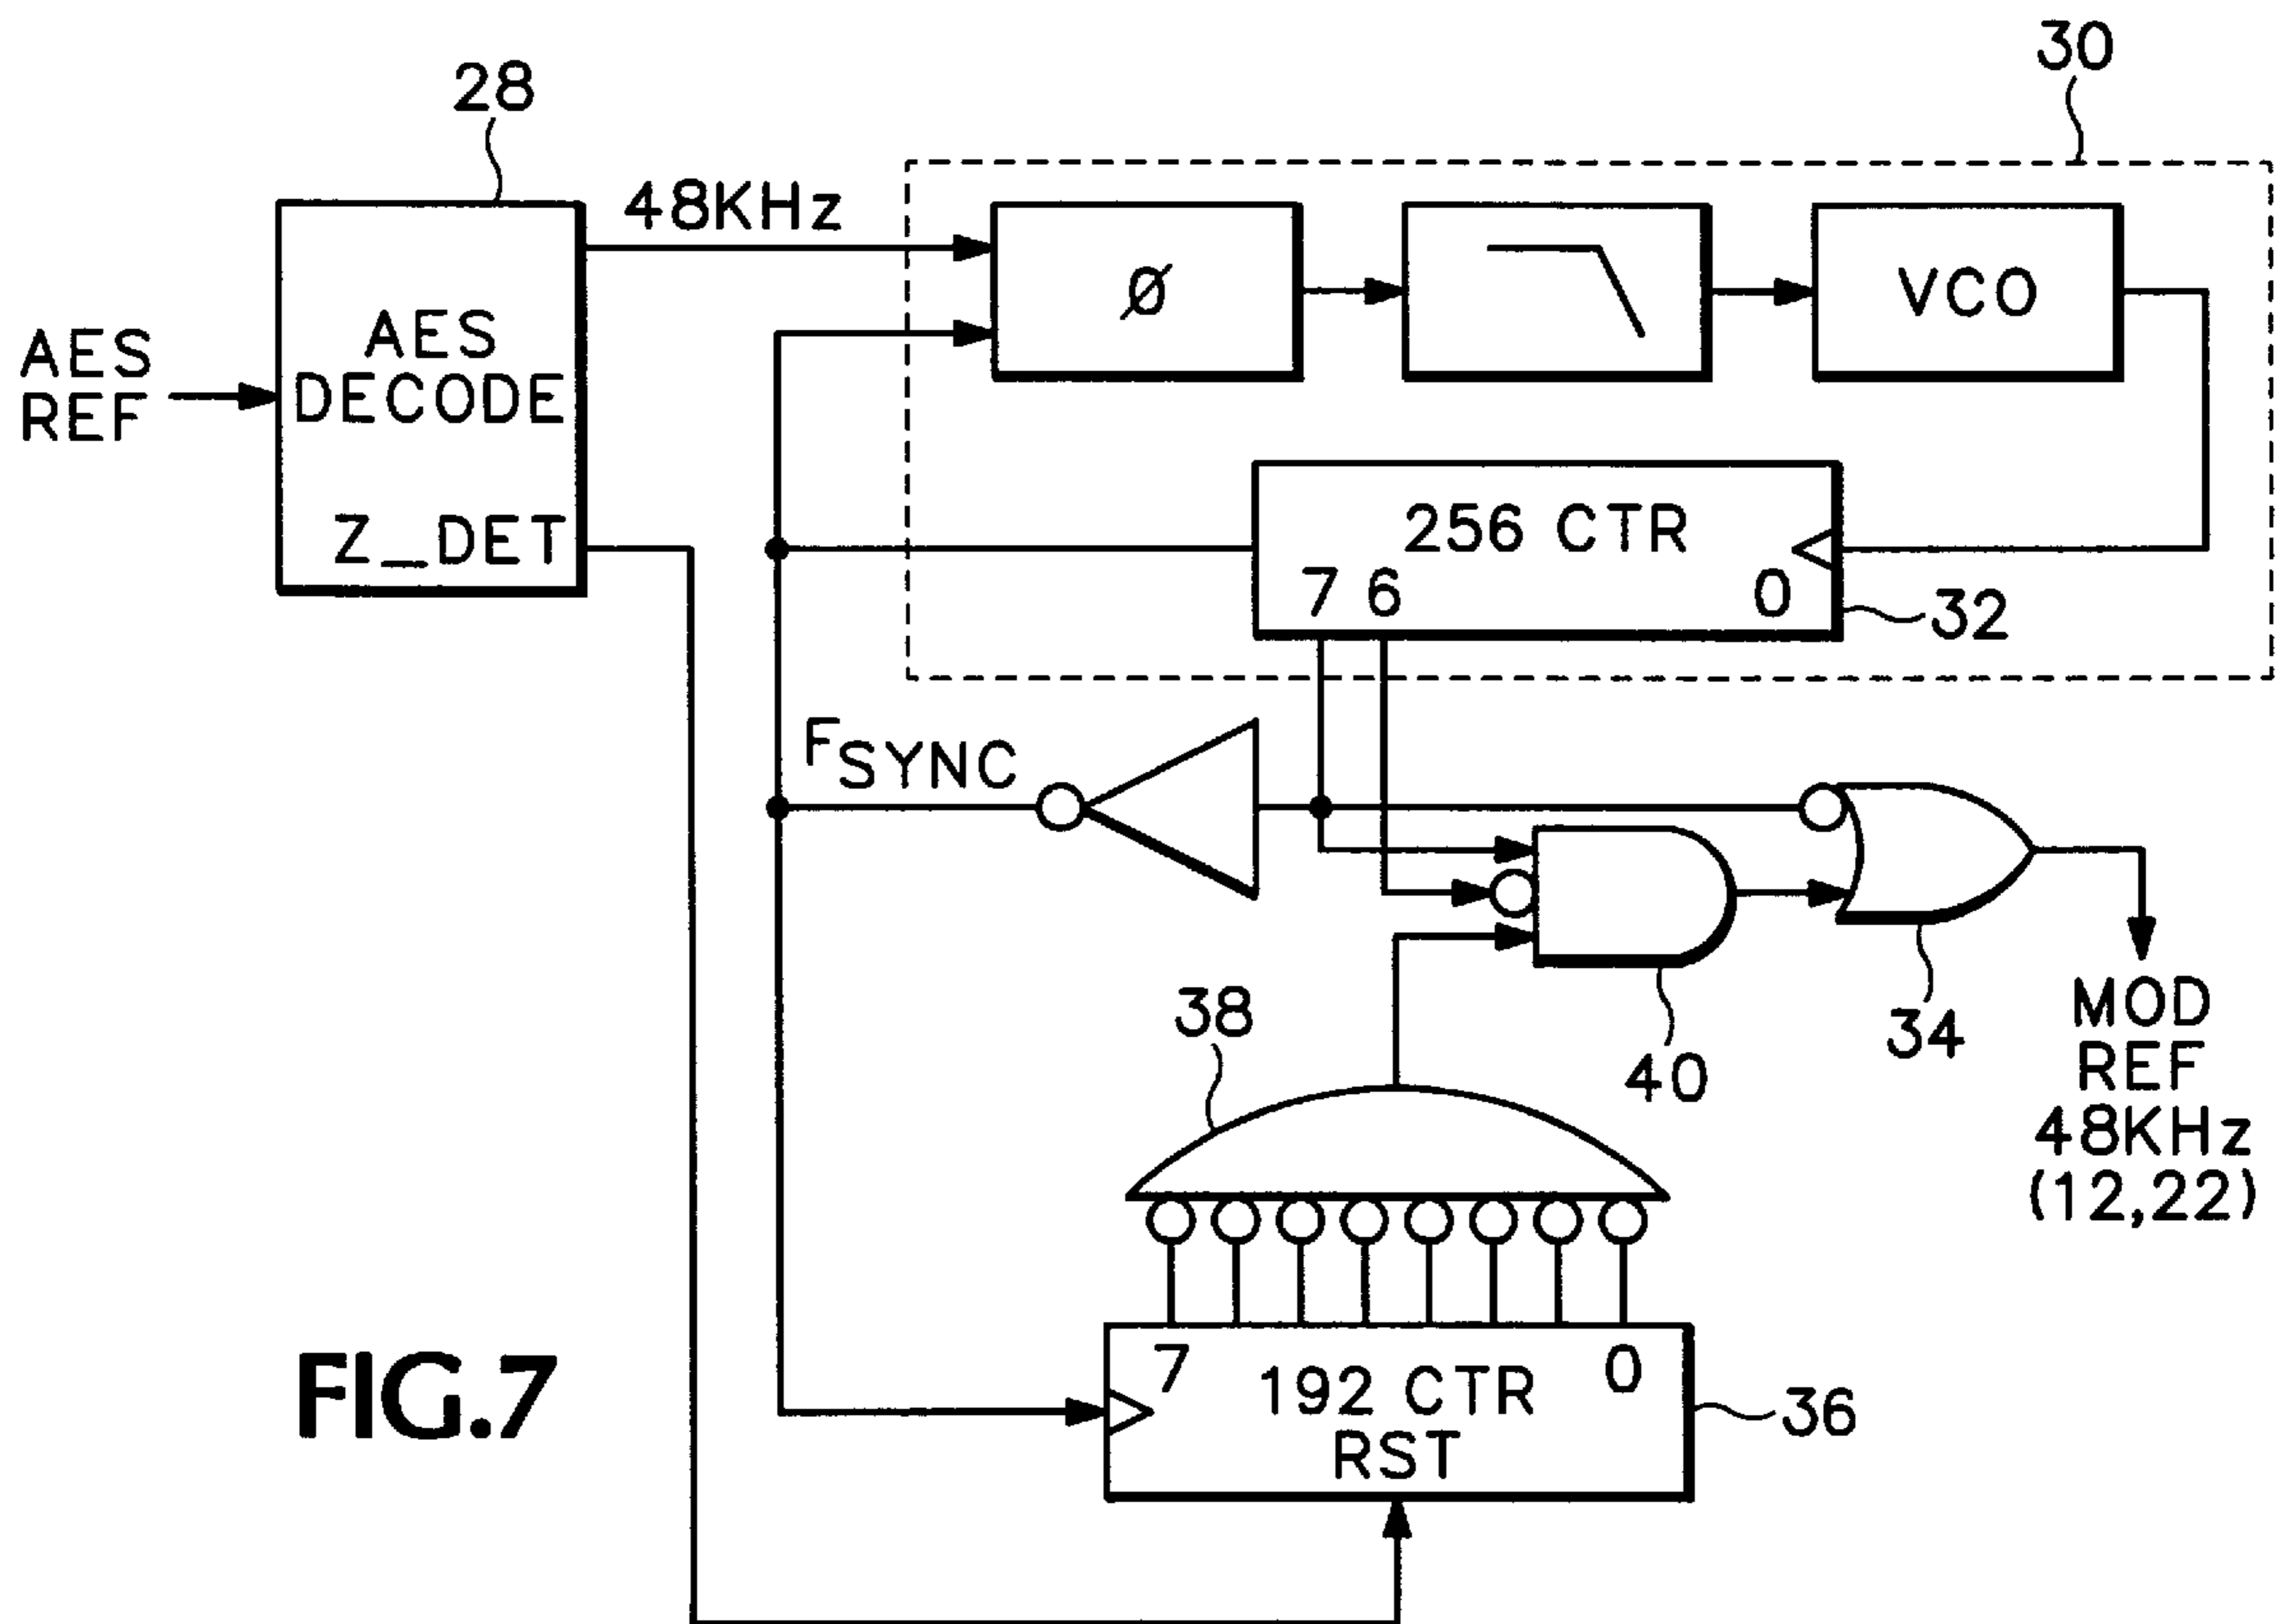 30
28
48KHz
AES
DECODE
Z_DET
AES
REF
Ø
VCO
256 CTR
7 6 0
32
FSYNC
38
40
34
MOD
REF
48KHz
(12,22)
7 0
192 CTR
RST
36
FIG.7